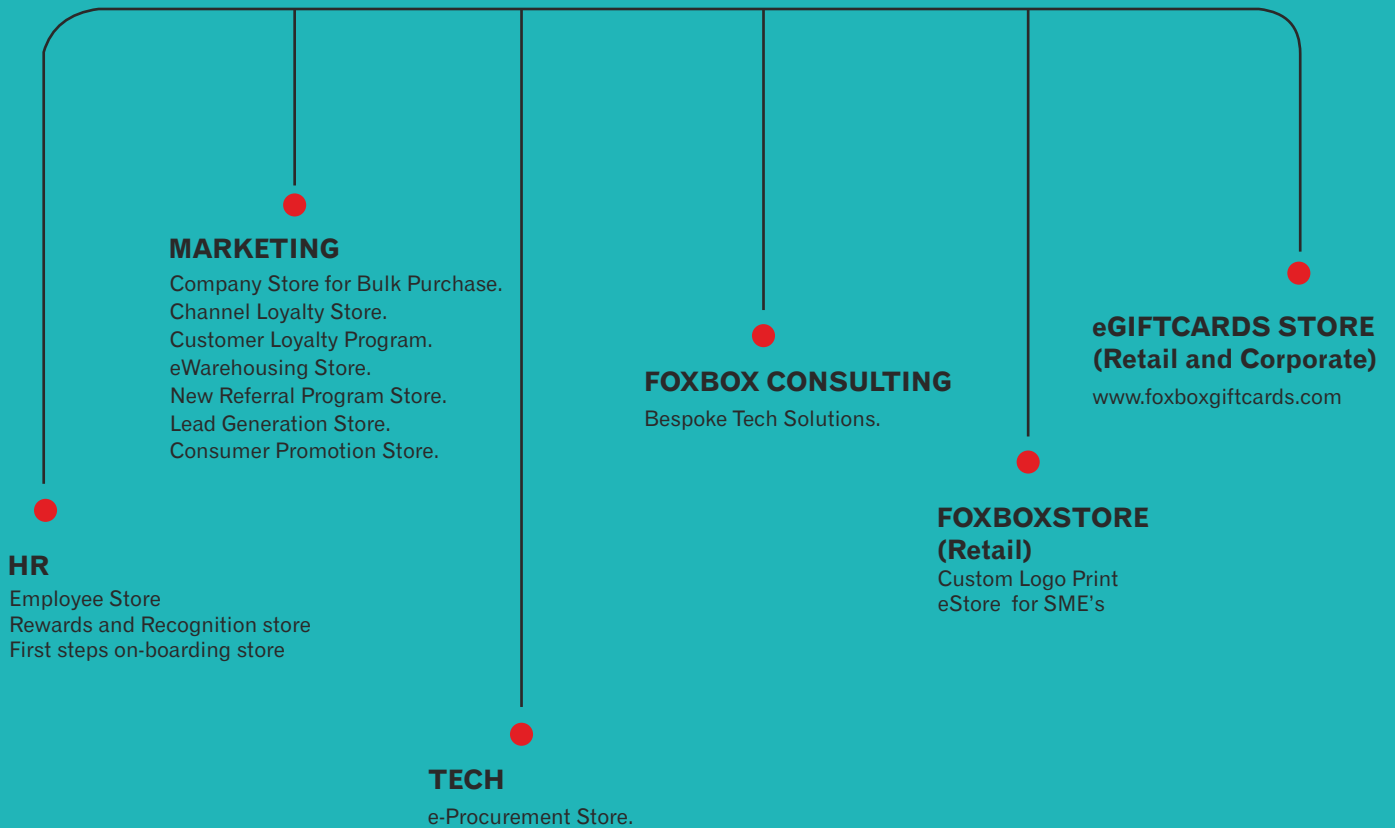 MARKETING
Company Store for Bulk Purchase.
Channel Loyalty Store.
Customer Loyalty Program.
eWarehousing Store.
New Referral Program Store.
Lead Generation Store.
Consumer Promotion Store.
eGIFTCARDS STORE
(Retail and Corporate)
www.foxboxgiftcards.com
FOXBOX CONSULTING
Bespoke Tech Solutions.
FOXBOXSTORE
(Retail)
Custom Logo Print
eStore for SME's
HR
Employee Store
Rewards and Recognition store
First steps on-boarding store
TECH
e-Procurement Store.